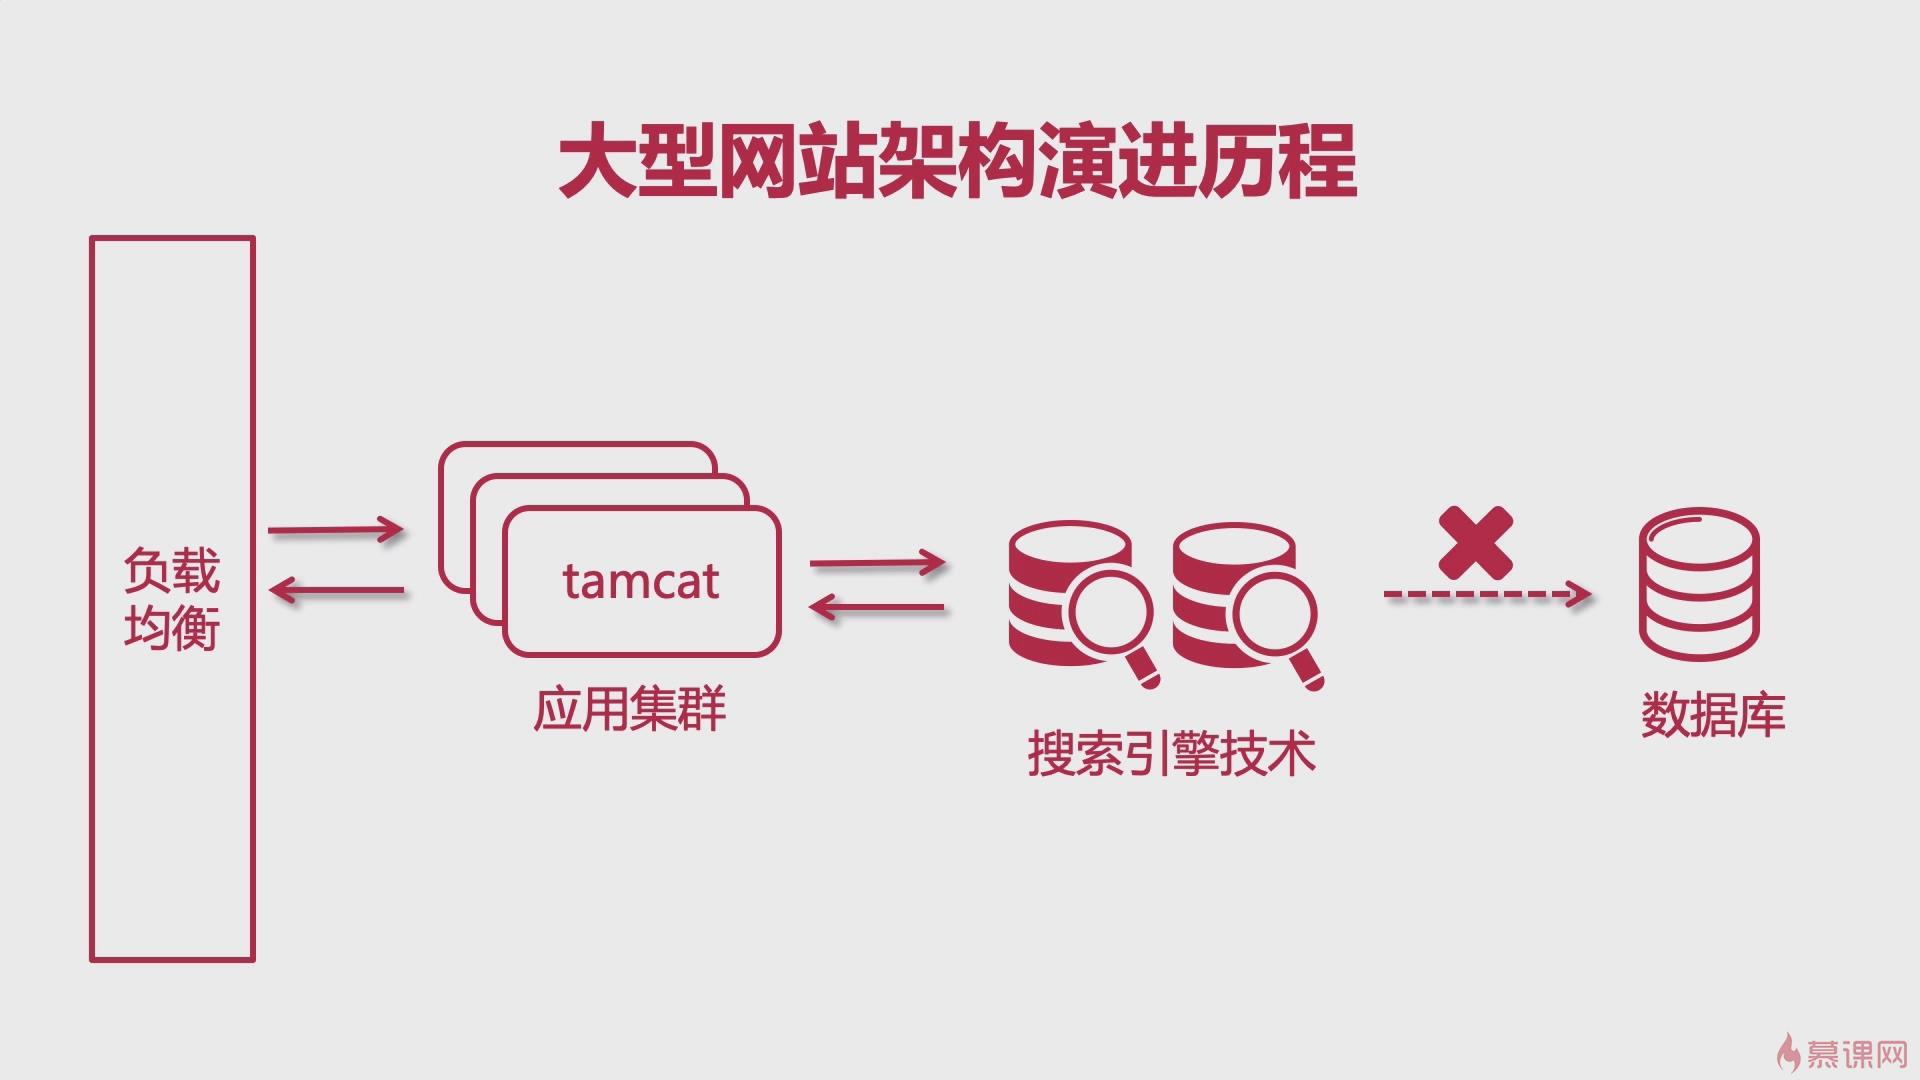 大型网站架构演进历程
负载
均衡
tamcat
应用集群
搜索引擎技术
数据库
慕课网